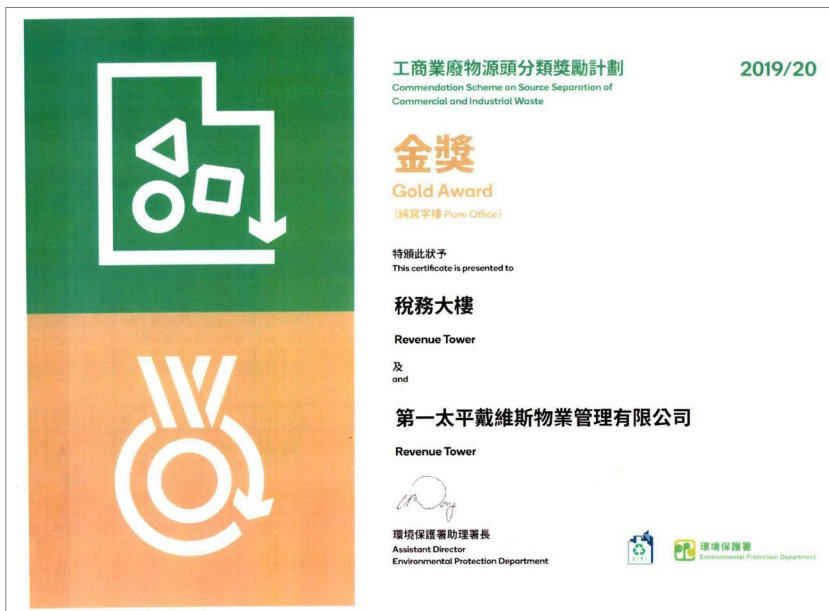 工商業廢物源頭分類獎勵計劃
2019/20
Commendation Scheme on Source Separation of
Commercial and Industrial Waste
金獎
Gold Award
(純寫字樓 Pure Office)
特頒此狀予
This certificate is presented to
稅務大樓
Revenue Tower
及
and
第一太平戴維斯物業管理有限公司
Revenue Tower
環境保護署助理署長
Assistant Director
Environmental Protection Department
環境保護署
Environmental Protection Department